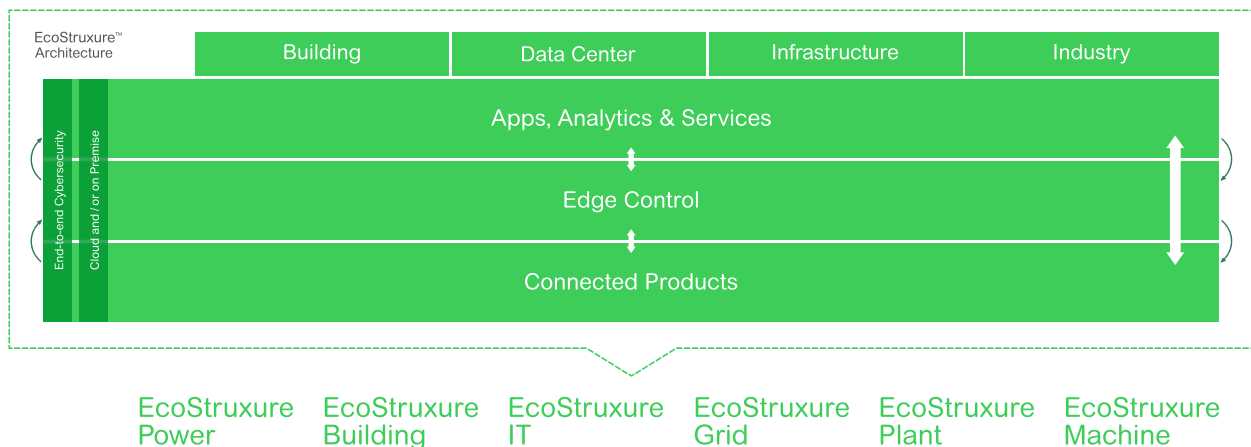 EcoStruxure™
Architecture
Building
Data Center
Infrastructure
Industry
End-to-end Cybersecurity
Cloud and / or on Premise
Apps, Analytics & Services
Edge Control
Connected Products
EcoStruxure
Power
EcoStruxure
Building
EcoStruxure
IT
EcoStruxure
Grid
EcoStruxure
Plant
EcoStruxure
Machine